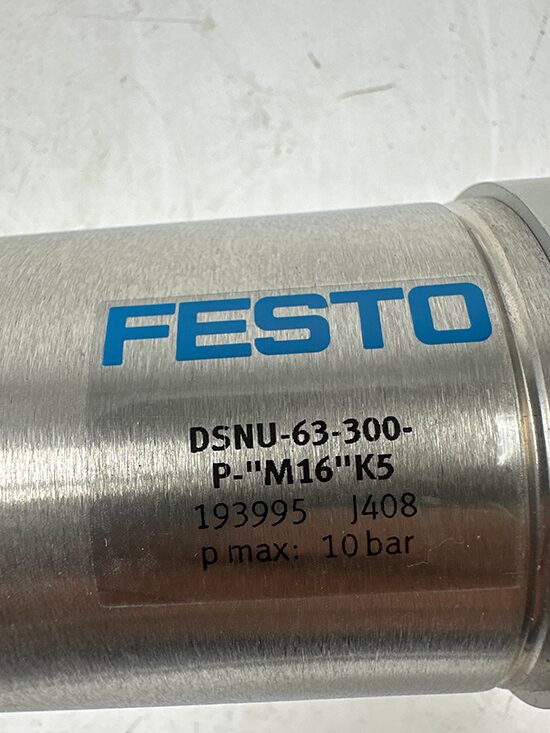 FESTO
DSNU-63-300-
P-"M16"K5
193995 J408
p max: 10 bar